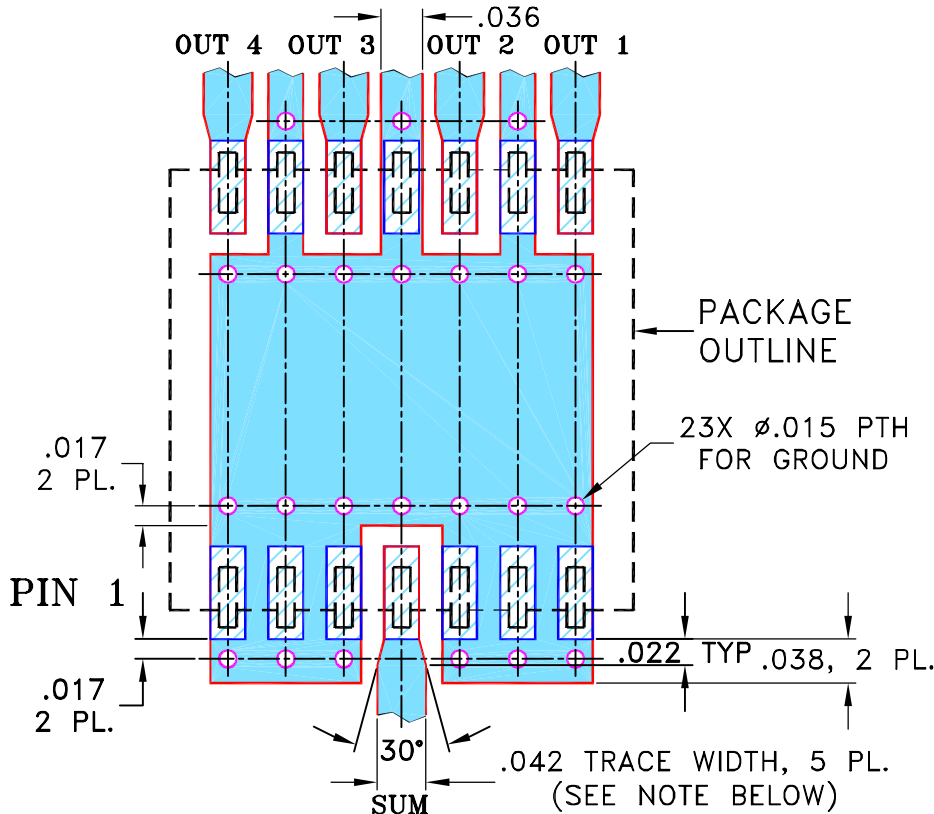 .036
OUT 4 OUT 3 OUT 2 OUT 1
PACKAGE
OUTLINE
23X ø.015 PTH
FOR GROUND
.017
2 PL.
PIN 1
.022 TYP .038, 2 PL.
.017
2 PL.
30°
.042 TRACE WIDTH, 5 PL.
(SEE NOTE BELOW)
SUM